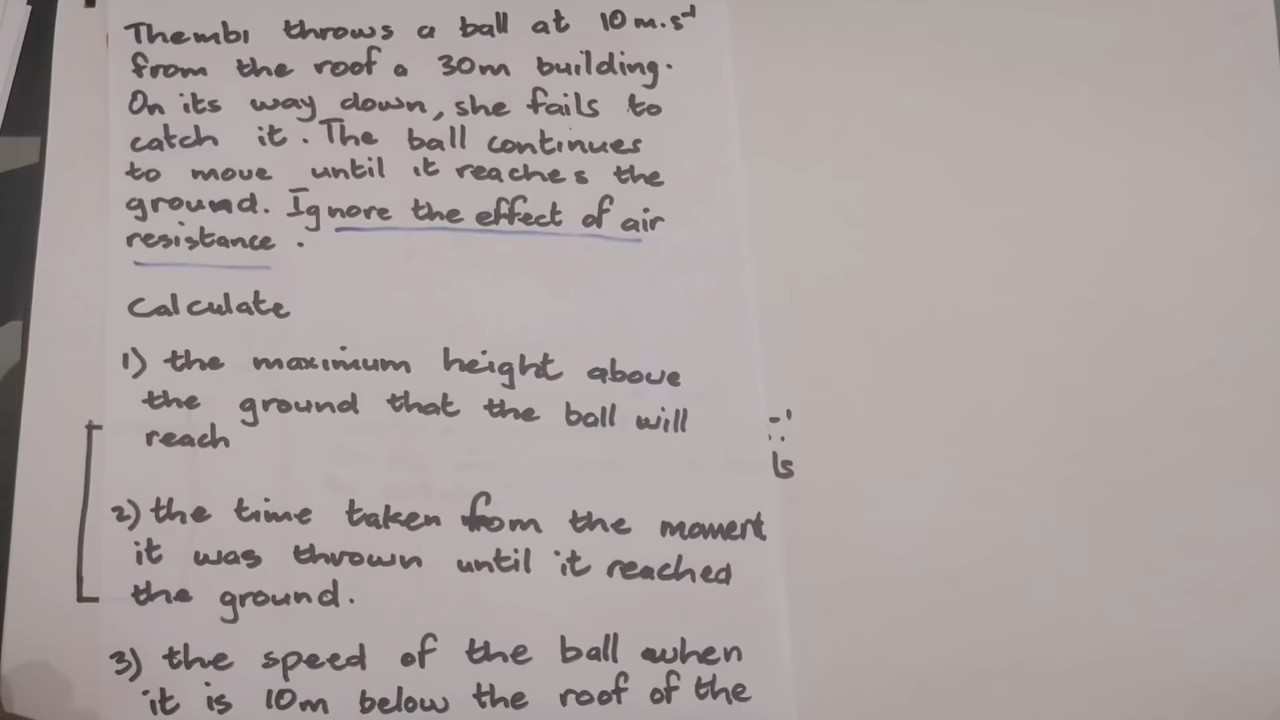 Thembi throws a ball at 10 m.s⁻¹
from the roof a 30m building.
On its way down, she fails to
catch it. The ball continues
to move until it reaches the
ground. Ignore the effect of air
resistance.
Calculate
1) the maximum height above
the ground that the ball will
reach
2) the time taken from the moment
it was thrown until it reached
the ground.
3) the speed of the ball when
it is 10m below the roof of the